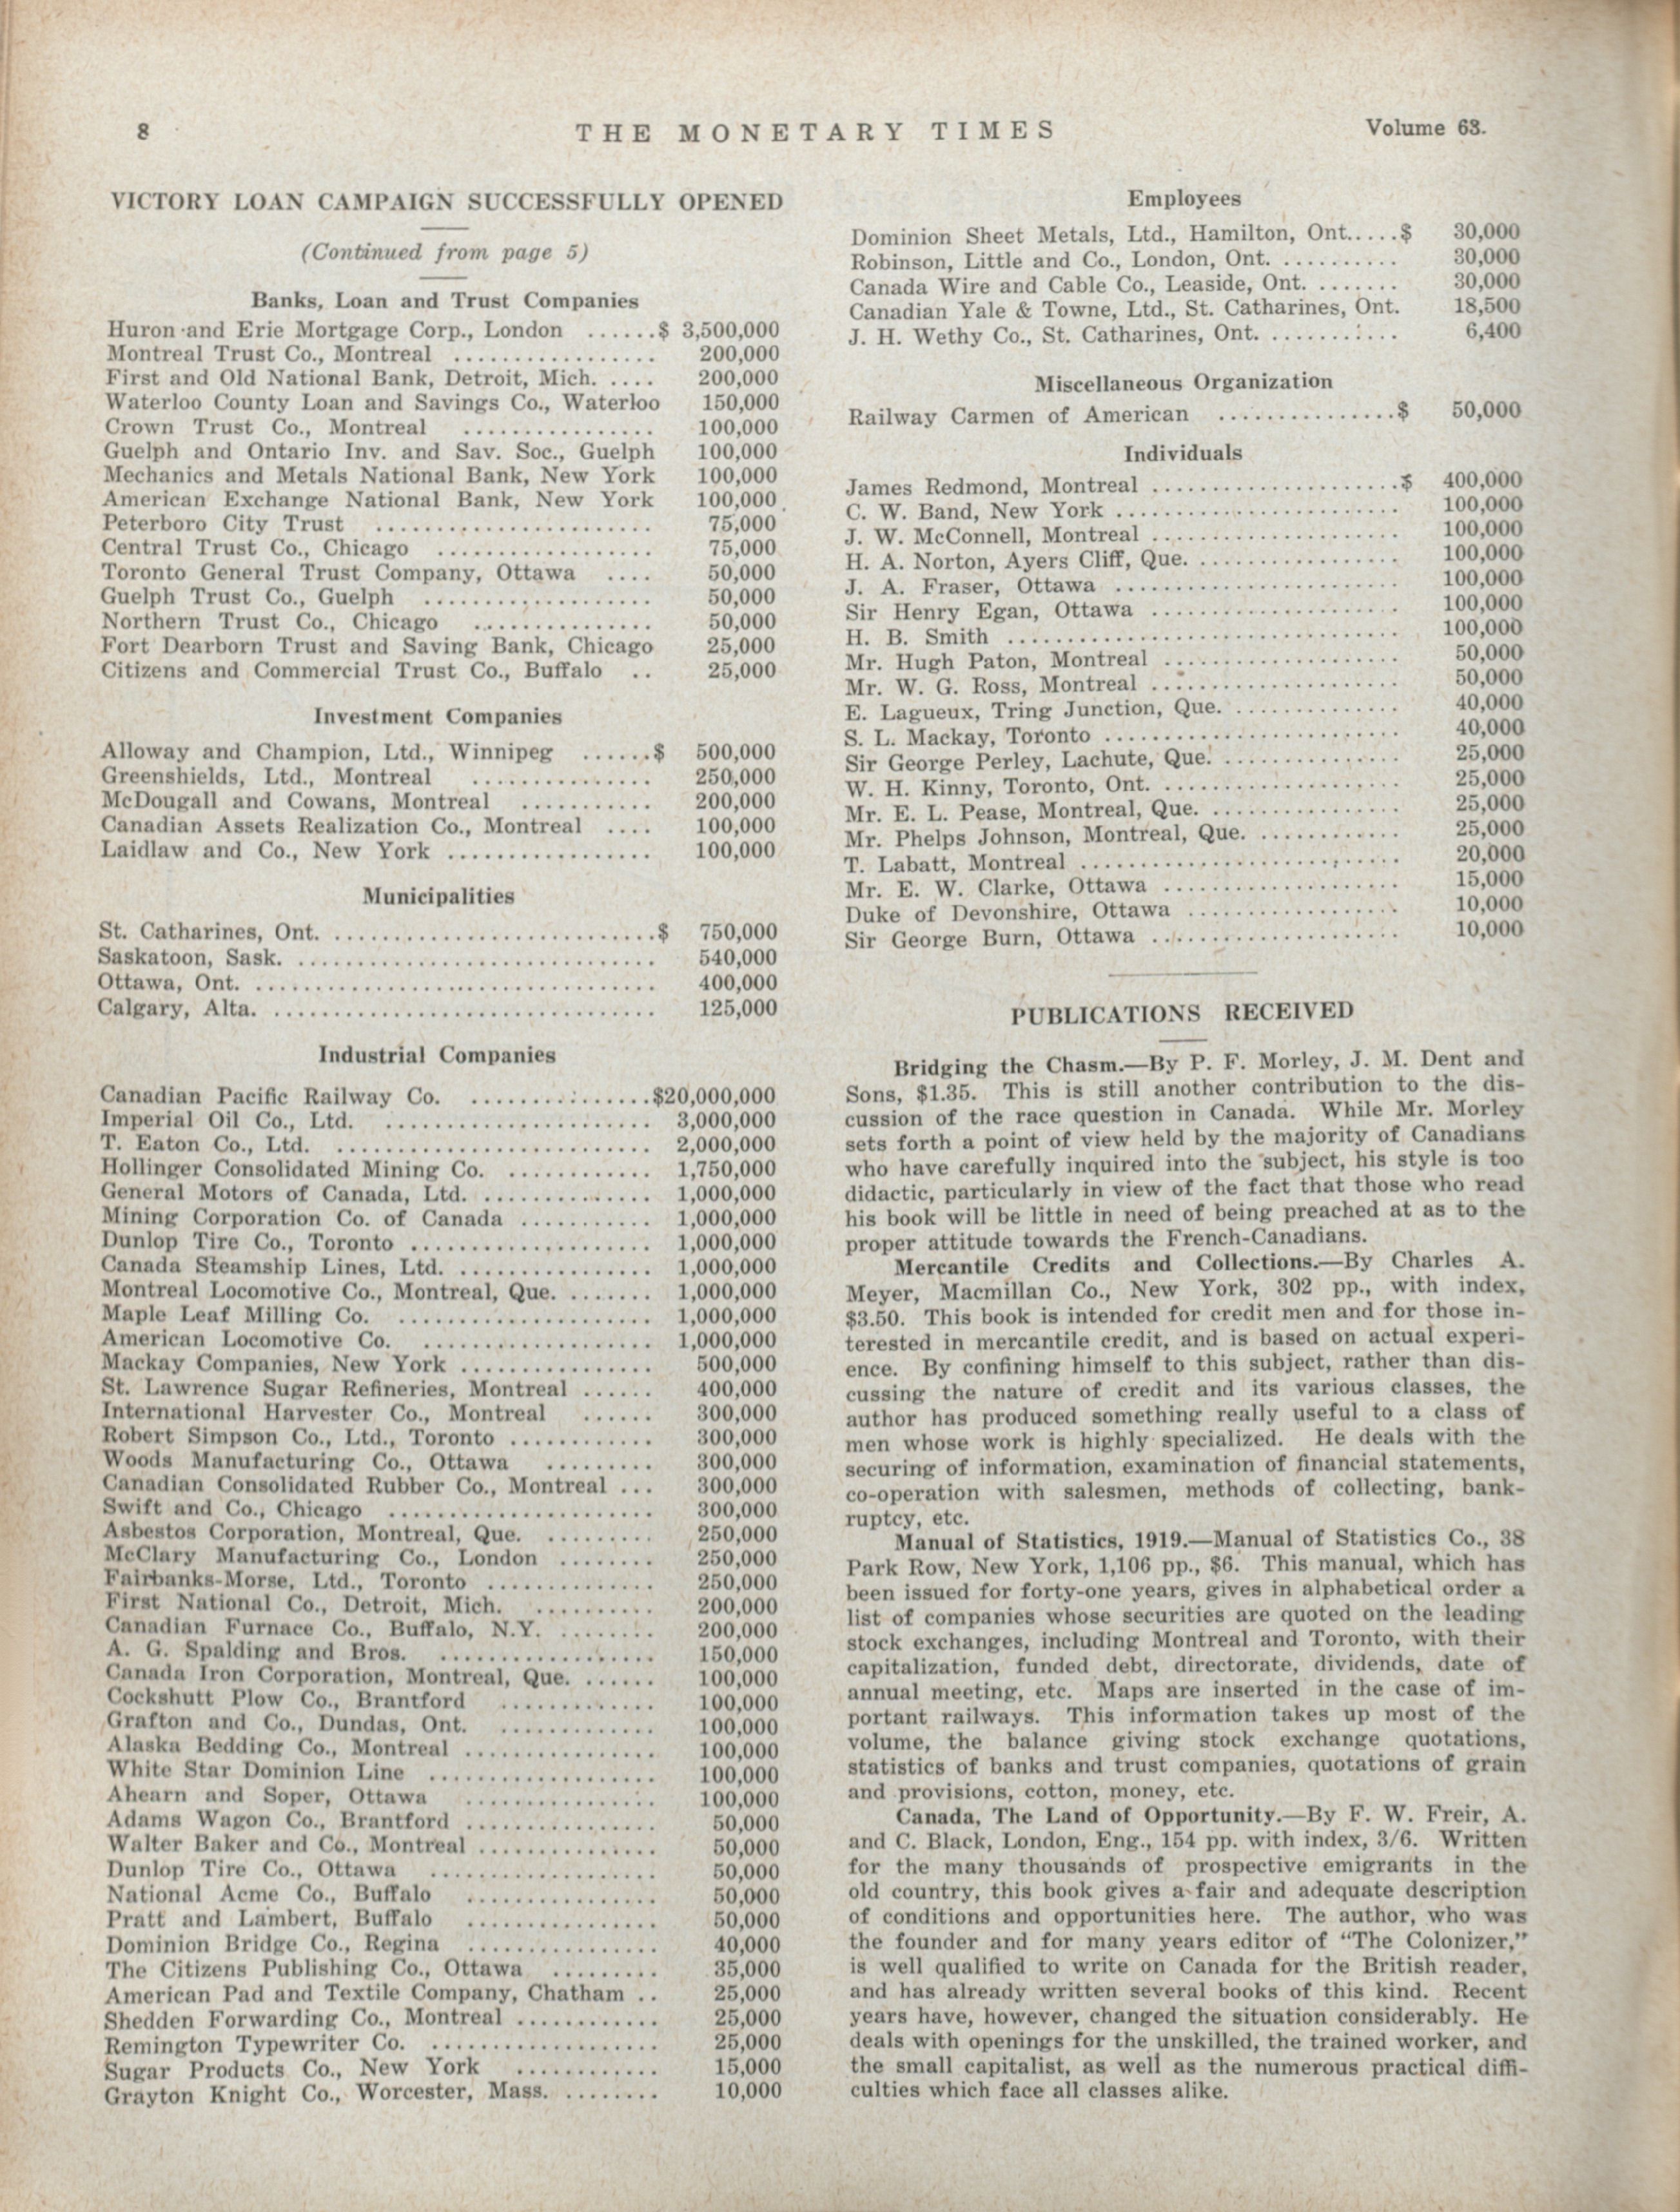 8
THE MONETARY TIMES
Volume 63.
VICTORY LOAN CAMPAIGN SUCCESSFULLY OPENED
(Continued from page 5)
Banks, Loan and Trust Companies
Huron and Erie Mortgage Corp., London ......$ 3,500,000
Montreal Trust Co., Montreal ................. 200,000
First and Old National Bank, Detroit, Mich. .... 200,000
Waterloo County Loan and Savings Co., Waterloo 150,000
Crown Trust Co., Montreal ................ 100,000
Guelph and Ontario Inv. and Sav. Soc., Guelph 100,000
Mechanics and Metals National Bank, New York 100,000
American Exchange National Bank, New York 100,000
Peterboro City Trust ....................... 75,000
Central Trust Co., Chicago .................. 75,000
Toronto General Trust Company, Ottawa .... 50,000
Guelph Trust Co., Guelph ................... 50,000
Northern Trust Co., Chicago ............... 50,000
Fort Dearborn Trust and Saving Bank, Chicago 25,000
Citizens and Commercial Trust Co., Buffalo .. 25,000
Investment Companies
Alloway and Champion, Ltd., Winnipeg ......$ 500,000
Greenshields, Ltd., Montreal ............... 250,000
McDougall and Cowans, Montreal ........... 200,000
Canadian Assets Realization Co., Montreal .... 100,000
Laidlaw and Co., New York ................. 100,000
Municipalities
St. Catharines, Ont. ...........................$ 750,000
Saskatoon, Sask. .............................. 540,000
Ottawa, Ont. .................................. 400,000
Calgary, Alta. ................................ 125,000
Industrial Companies
Canadian Pacific Railway Co. ...............$20,000,000
Imperial Oil Co., Ltd. ...................... 3,000,000
T. Eaton Co., Ltd. .......................... 2,000,000
Hollinger Consolidated Mining Co. ............ 1,750,000
General Motors of Canada, Ltd. .............. 1,000,000
Mining Corporation Co. of Canada ........... 1,000,000
Dunlop Tire Co., Toronto .................... 1,000,000
Canada Steamship Lines, Ltd. ................ 1,000,000
Montreal Locomotive Co., Montreal, Que. ....... 1,000,000
Maple Leaf Milling Co. ..................... 1,000,000
American Locomotive Co. ................... 1,000,000
Mackay Companies, New York ................ 500,000
St. Lawrence Sugar Refineries, Montreal ...... 400,000
International Harvester Co., Montreal ...... 300,000
Robert Simpson Co., Ltd., Toronto ............ 300,000
Woods Manufacturing Co., Ottawa ......... 300,000
Canadian Consolidated Rubber Co., Montreal ... 300,000
Swift and Co., Chicago ...................... 300,000
Asbestos Corporation, Montreal, Que. ......... 250,000
McClary Manufacturing Co., London ........ 250,000
Fairbanks-Morse, Ltd., Toronto .............. 250,000
First National Co., Detroit, Mich. .......... 200,000
Canadian Furnace Co., Buffalo, N.Y. ........ 200,000
A. G. Spalding and Bros. .................. 150,000
Canada Iron Corporation, Montreal, Que. ...... 100,000
Cockshutt Plow Co., Brantford ............. 100,000
Grafton and Co., Dundas, Ont. ............. 100,000
Alaska Bedding Co., Montreal ................ 100,000
White Star Dominion Line ................... 100,000
Ahearn and Soper, Ottawa ................ 100,000
Adams Wagon Co., Brantford ................ 50,000
Walter Baker and Co., Montreal ............... 50,000
Dunlop Tire Co., Ottawa ................... 50,000
National Acme Co., Buffalo ................ 50,000
Pratt and Lambert, Buffalo ................ 50,000
Dominion Bridge Co., Regina ................ 40,000
The Citizens Publishing Co., Ottawa ......... 35,000
American Pad and Textile Company, Chatham .. 25,000
Shedden Forwarding Co., Montreal ............ 25,000
Remington Typewriter Co. ................... 25,000
Sugar Products Co., New York ............ 15,000
Grayton Knight Co., Worcester, Mass. ........ 10,000
Employees
Dominion Sheet Metals, Ltd., Hamilton, Ont.....$ 30,000
Robinson, Little and Co., London, Ont. .......... 30,000
Canada Wire and Cable Co., Leaside, Ont. ....... 30,000
Canadian Yale & Towne, Ltd., St. Catharines, Ont. 18,500
J. H. Wethy Co., St. Catharines, Ont. ........... 6,400
Miscellaneous Organization
Railway Carmen of American ...............$ 50,000
Individuals
James Redmond, Montreal .....................$ 400,000
C. W. Band, New York ........................ 100,000
J. W. McConnell, Montreal ..................... 100,000
H. A. Norton, Ayers Cliff, Que. ................. 100,000
J. A. Fraser, Ottawa ........................ 100,000
Sir Henry Egan, Ottawa ..................... 100,000
H. B. Smith ................................. 100,000
Mr. Hugh Paton, Montreal .................... 50,000
Mr. W. G. Ross, Montreal ..................... 50,000
E. Lagueux, Tring Junction, Que. .............. 40,000
S. L. Mackay, Toronto ......................... 40,000
Sir George Perley, Lachute, Que. ............... 25,000
W. H. Kinny, Toronto, Ont. .................... 25,000
Mr. E. L. Pease, Montreal, Que. ................ 25,000
Mr. Phelps Johnson, Montreal, Que. ............ 25,000
T. Labatt, Montreal ........................... 20,000
Mr. E. W. Clarke, Ottawa .................... 15,000
Duke of Devonshire, Ottawa .................. 10,000
Sir George Burn, Ottawa ..................... 10,000
PUBLICATIONS RECEIVED
Bridging the Chasm.—By P. F. Morley, J. M. Dent and
Sons, $1.35. This is still another contribution to the dis-
cussion of the race question in Canada. While Mr. Morley
sets forth a point of view held by the majority of Canadians
who have carefully inquired into the subject, his style is too
didactic, particularly in view of the fact that those who read
his book will be little in need of being preached at as to the
proper attitude towards the French-Canadians.
Mercantile Credits and Collections.—By Charles A.
Meyer, Macmillan Co., New York, 302 pp., with index,
$3.50. This book is intended for credit men and for those in-
terested in mercantile credit, and is based on actual experi-
ence. By confining himself to this subject, rather than dis-
cussing the nature of credit and its various classes, the
author has produced something really useful to a class of
men whose work is highly specialized. He deals with the
securing of information, examination of financial statements,
co-operation with salesmen, methods of collecting, bank-
ruptcy, etc.
Manual of Statistics, 1919.—Manual of Statistics Co., 38
Park Row, New York, 1,106 pp., $6. This manual, which has
been issued for forty-one years, gives in alphabetical order a
list of companies whose securities are quoted on the leading
stock exchanges, including Montreal and Toronto, with their
capitalization, funded debt, directorate, dividends, date of
annual meeting, etc. Maps are inserted in the case of im-
portant railways. This information takes up most of the
volume, the balance giving stock exchange quotations,
statistics of banks and trust companies, quotations of grain
and provisions, cotton, money, etc.
Canada, The Land of Opportunity.—By F. W. Freir, A.
and C. Black, London, Eng., 154 pp. with index, 3/6. Written
for the many thousands of prospective emigrants in the
old country, this book gives a fair and adequate description
of conditions and opportunities here. The author, who was
the founder and for many years editor of "The Colonizer,"
is well qualified to write on Canada for the British reader,
and has already written several books of this kind. Recent
years have, however, changed the situation considerably. He
deals with openings for the unskilled, the trained worker, and
the small capitalist, as well as the numerous practical diffi-
culties which face all classes alike.